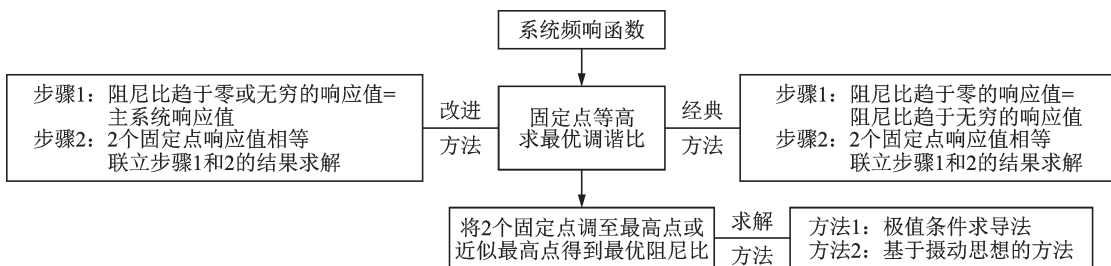 系统频响函数
步骤1：阻尼比趋于零或无穷的响应值=
主系统响应值
步骤2：2个固定点响应值相等
联立步骤1和2的结果求解
改进
方法
固定点等高
求最优调谐比
经典
方法
步骤1：阻尼比趋于零的响应值=
阻尼比趋于无穷的响应值
步骤2：2个固定点响应值相等
联立步骤1和2的结果求解
将2个固定点调至最高点或
近似最高点得到最优阻尼比
求解
方法
方法1：极值条件求导法
方法2：基于摄动思想的方法